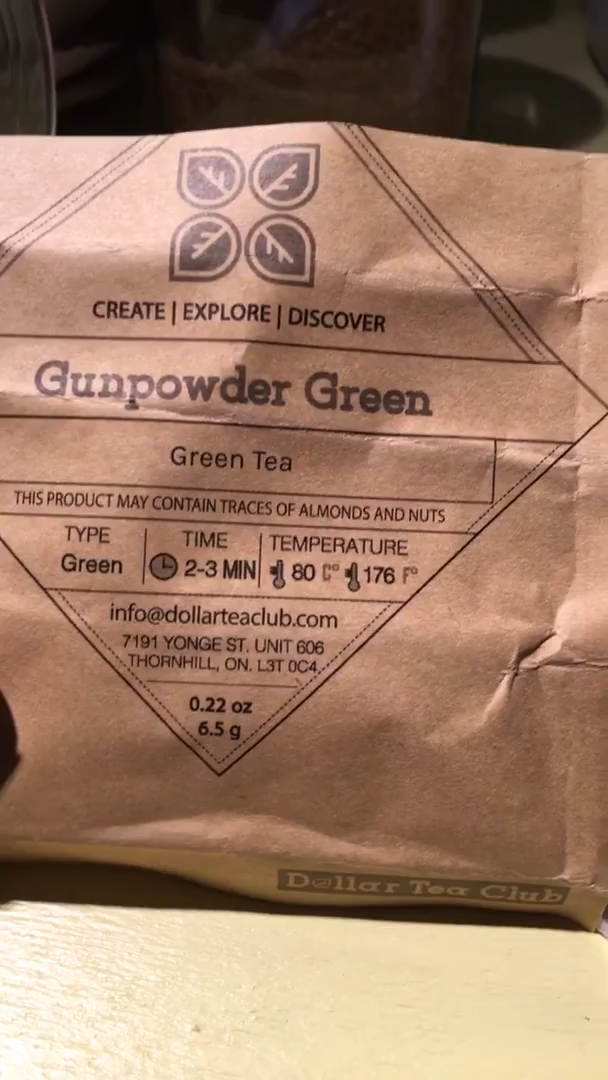 CREATE | EXPLORE | DISCOVER
Gunpowder Green
Green Tea
THIS PRODUCT MAY CONTAIN TRACES OF ALMONDS AND NUTS
TYPE TIME TEMPERATURE
Green 2-3 MIN 80 C° 176 F°
info@dollarteaclub.com
7191 YONGE ST. UNIT 606
THORNHILL, ON. L3T 0C4
0.22 oz
6.5 g
Dollar Tea Club